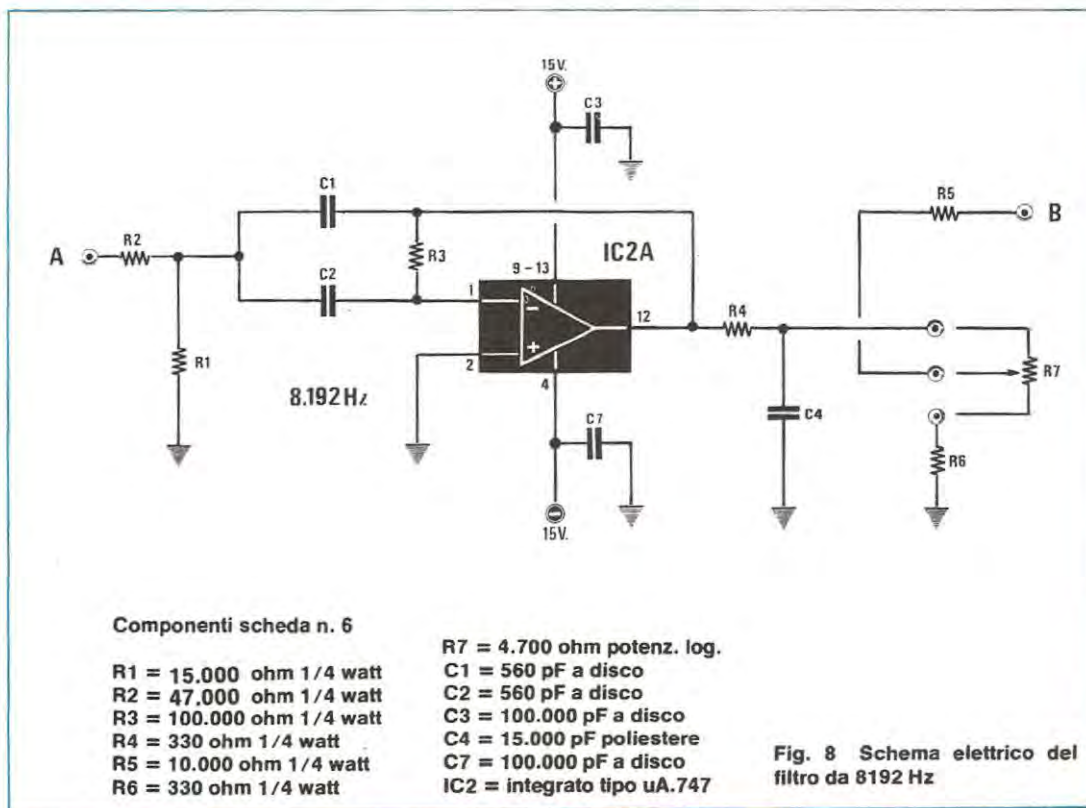 15V.
C3
C1
R5
B
R2
A
R3
IC2A
C2
9-13
1
12
R4
R1
2
4
R7
8.192Hz
C7
C4
R6
15V.
Componenti scheda n. 6
R1 = 15.000 ohm 1/4 watt
R2 = 47.000 ohm 1/4 watt
R3 = 100.000 ohm 1/4 watt
R4 = 330 ohm 1/4 watt
R5 = 10.000 ohm 1/4 watt
R6 = 330 ohm 1/4 watt
R7 = 4.700 ohm potenz. log.
C1 = 560 pF a disco
C2 = 560 pF a disco
C3 = 100.000 pF a disco
C4 = 15.000 pF poliestere
C7 = 100.000 pF a disco
IC2 = integrato tipo uA.747
Fig. 8 Schema elettrico del
filtro da 8192 Hz